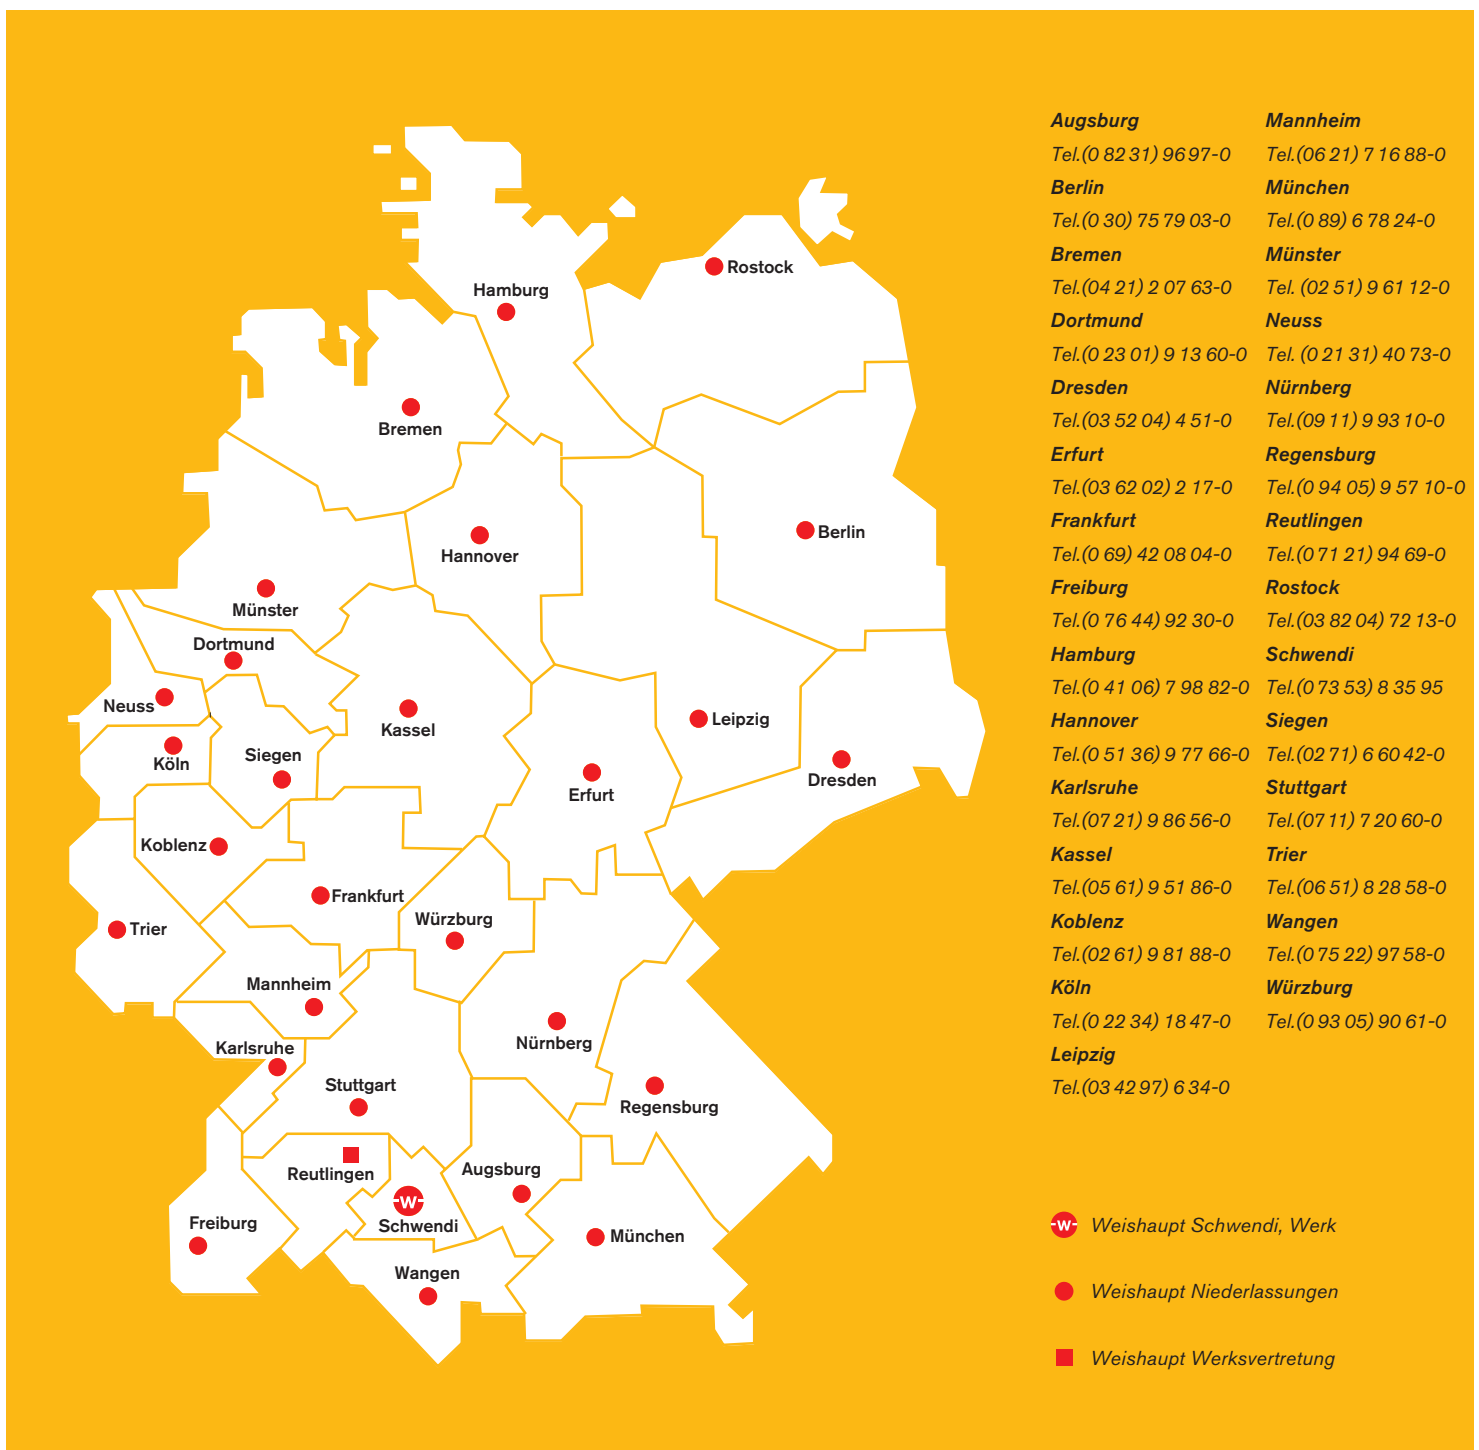 Rostock
Hamburg
Bremen
Berlin
Hannover
Münster
Dortmund
Neuss
Kassel
Leipzig
Köln
Siegen
Dresden
Erfurt
Koblenz
Frankfurt
Würzburg
Trier
Mannheim
Nürnberg
Karlsruhe
Stuttgart
Regensburg
Reutlingen
Augsburg
W
Schwendi
Freiburg
München
Wangen
Augsburg
Tel.(0 82 31) 96 97-0
Berlin
Tel.(0 30) 75 79 03-0
Bremen
Tel.(04 21) 2 07 63-0
Dortmund
Tel.(0 23 01) 9 13 60-0
Dresden
Tel.(03 52 04) 4 51-0
Erfurt
Tel.(03 62 02) 2 17-0
Frankfurt
Tel.(0 69) 42 08 04-0
Freiburg
Tel.(0 76 44) 92 30-0
Hamburg
Tel.(0 41 06) 7 98 82-0
Hannover
Tel.(0 51 36) 9 77 66-0
Karlsruhe
Tel.(07 21) 9 86 56-0
Kassel
Tel.(05 61) 9 51 86-0
Koblenz
Tel.(02 61) 9 81 88-0
Köln
Tel.(0 22 34) 18 47-0
Leipzig
Tel.(03 42 97) 6 34-0
Mannheim
Tel.(06 21) 7 16 88-0
München
Tel.(0 89) 6 78 24-0
Münster
Tel. (02 51) 9 61 12-0
Neuss
Tel. (0 21 31) 40 73-0
Nürnberg
Tel.(09 11) 9 93 10-0
Regensburg
Tel.(0 94 05) 9 57 10-0
Reutlingen
Tel.(0 71 21) 94 69-0
Rostock
Tel.(03 82 04) 72 13-0
Schwendi
Tel.(0 73 53) 8 35 95
Siegen
Tel.(02 71) 6 60 42-0
Stuttgart
Tel.(07 11) 7 20 60-0
Trier
Tel.(06 51) 8 28 58-0
Wangen
Tel.(0 75 22) 97 58-0
Würzburg
Tel.(0 93 05) 90 61-0
W Weishaupt Schwendi, Werk
Weishaupt Niederlassungen
Weishaupt Werksvertretung